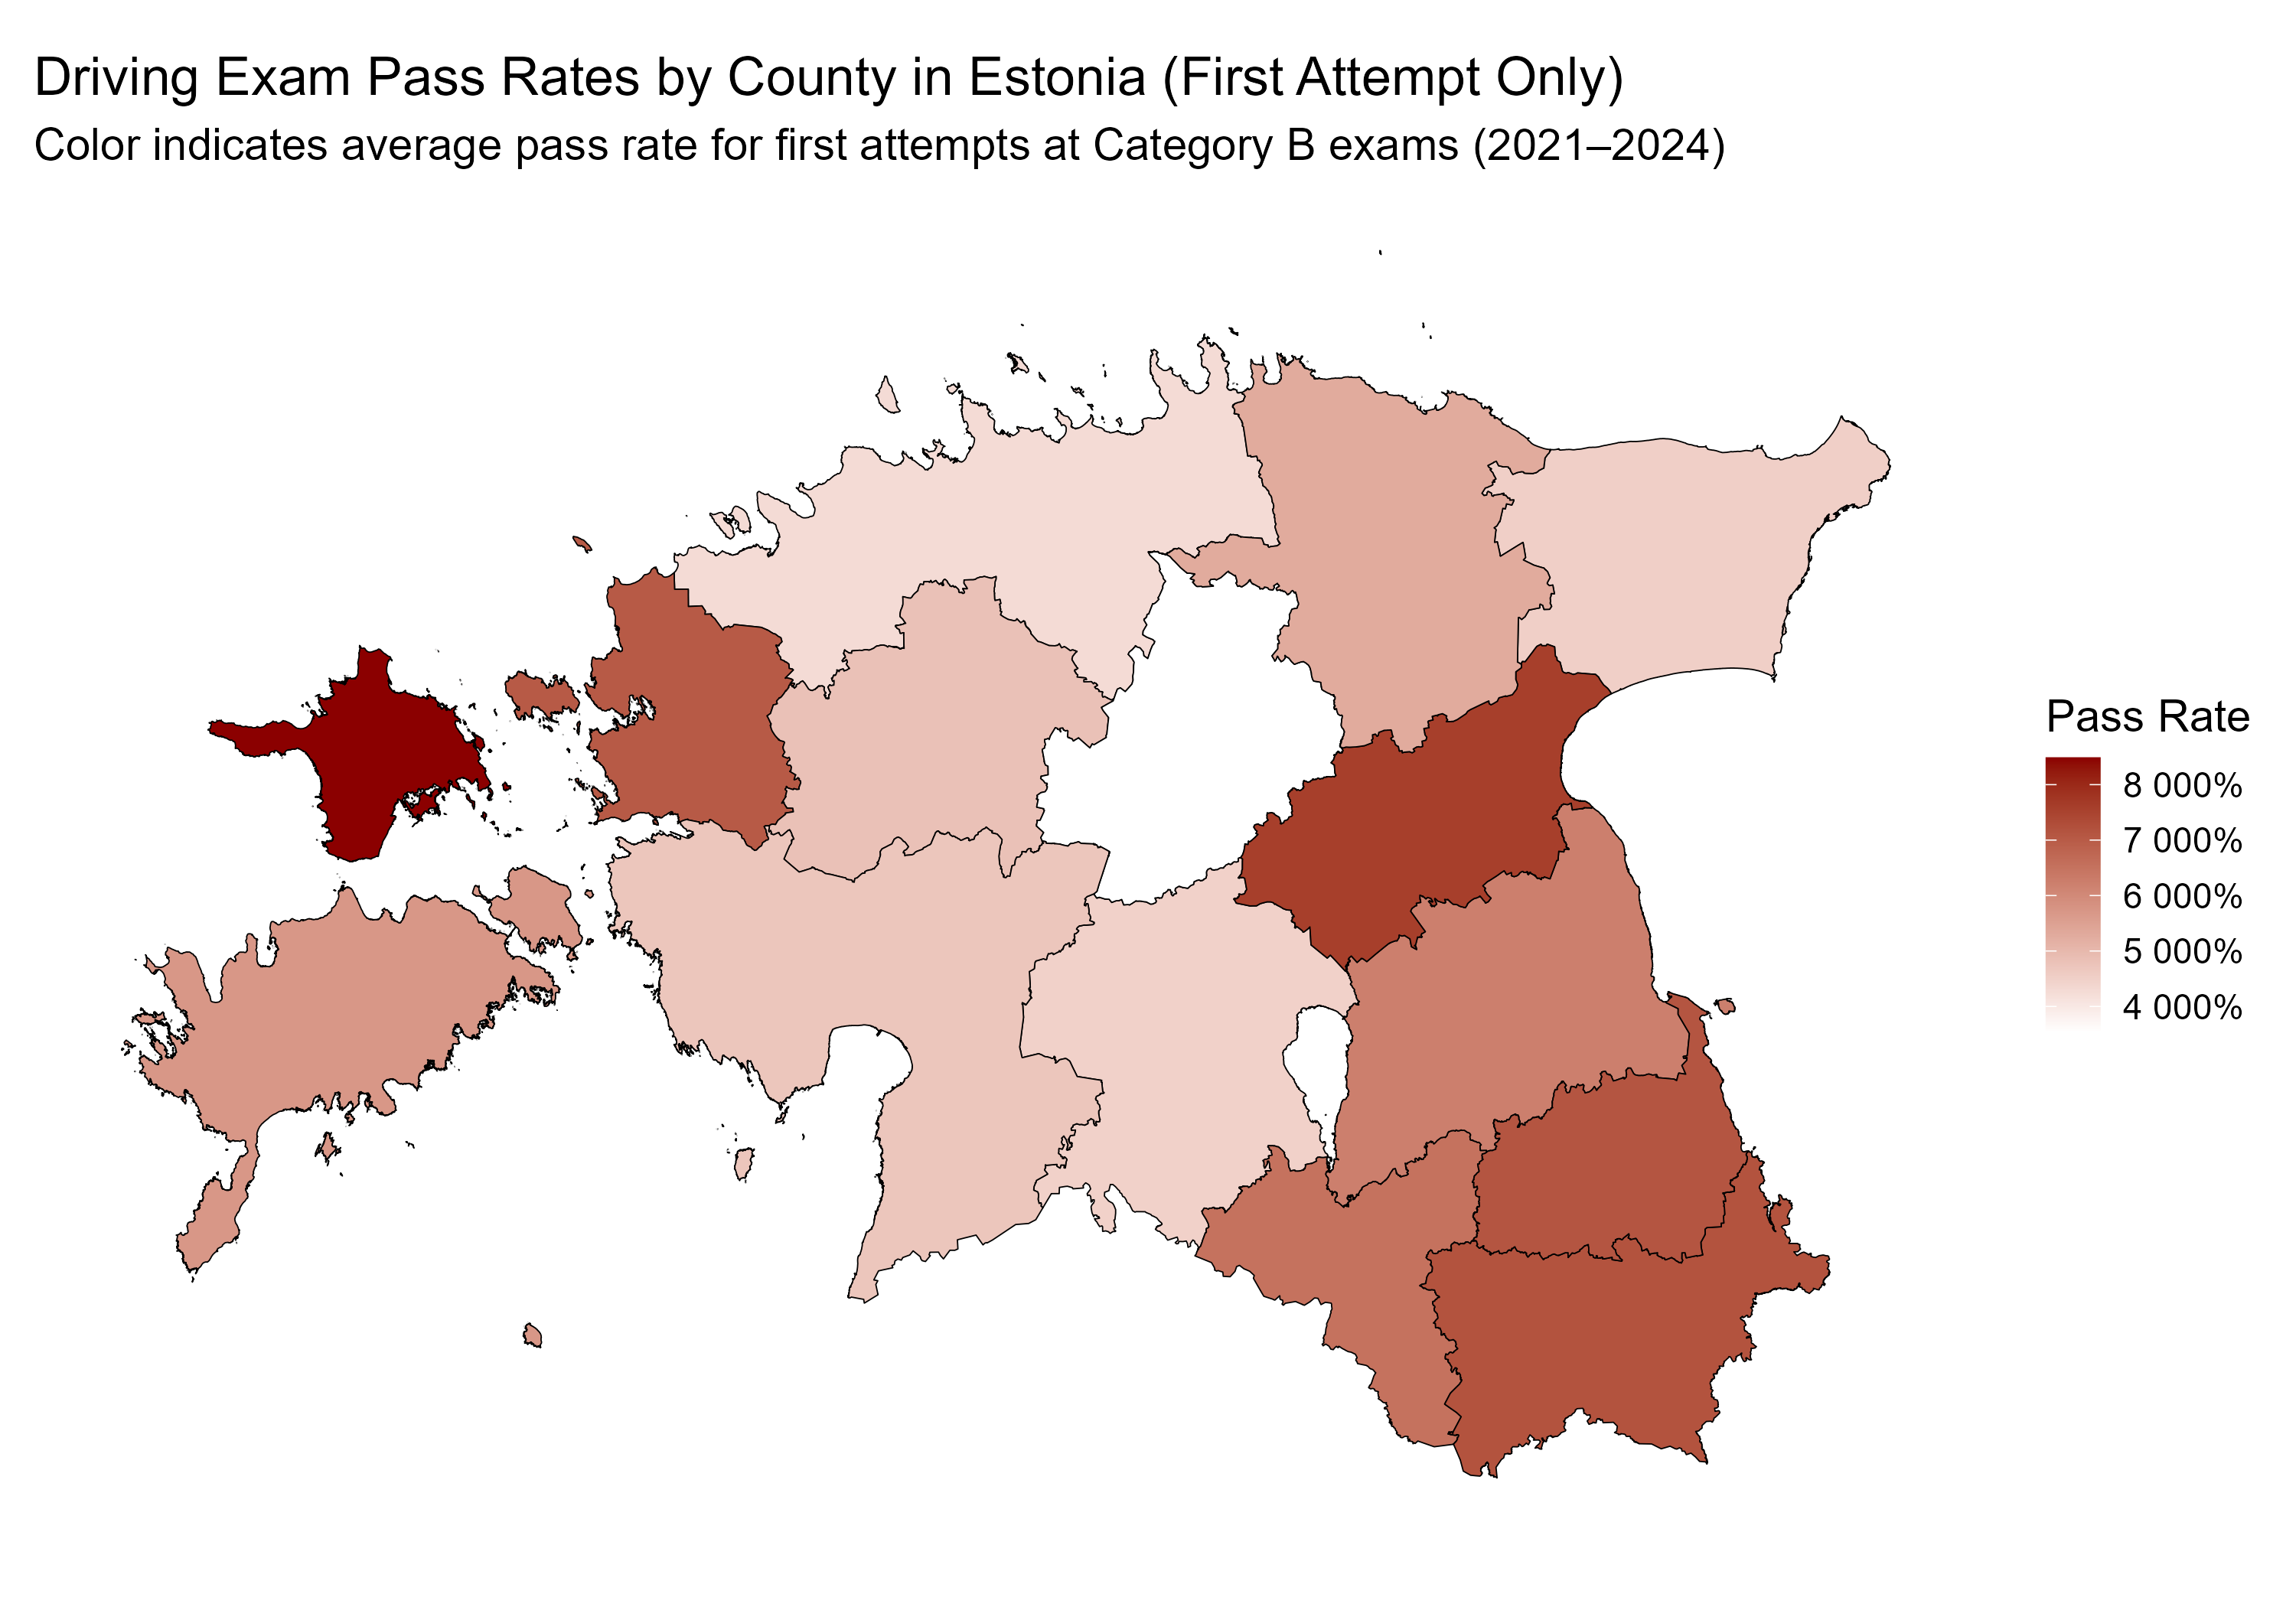 Driving Exam Pass Rates by County in Estonia (First Attempt Only)
Color indicates average pass rate for first attempts at Category B exams (2021–2024)
Pass Rate
8 000%
7 000%
6 000%
5 000%
4 000%